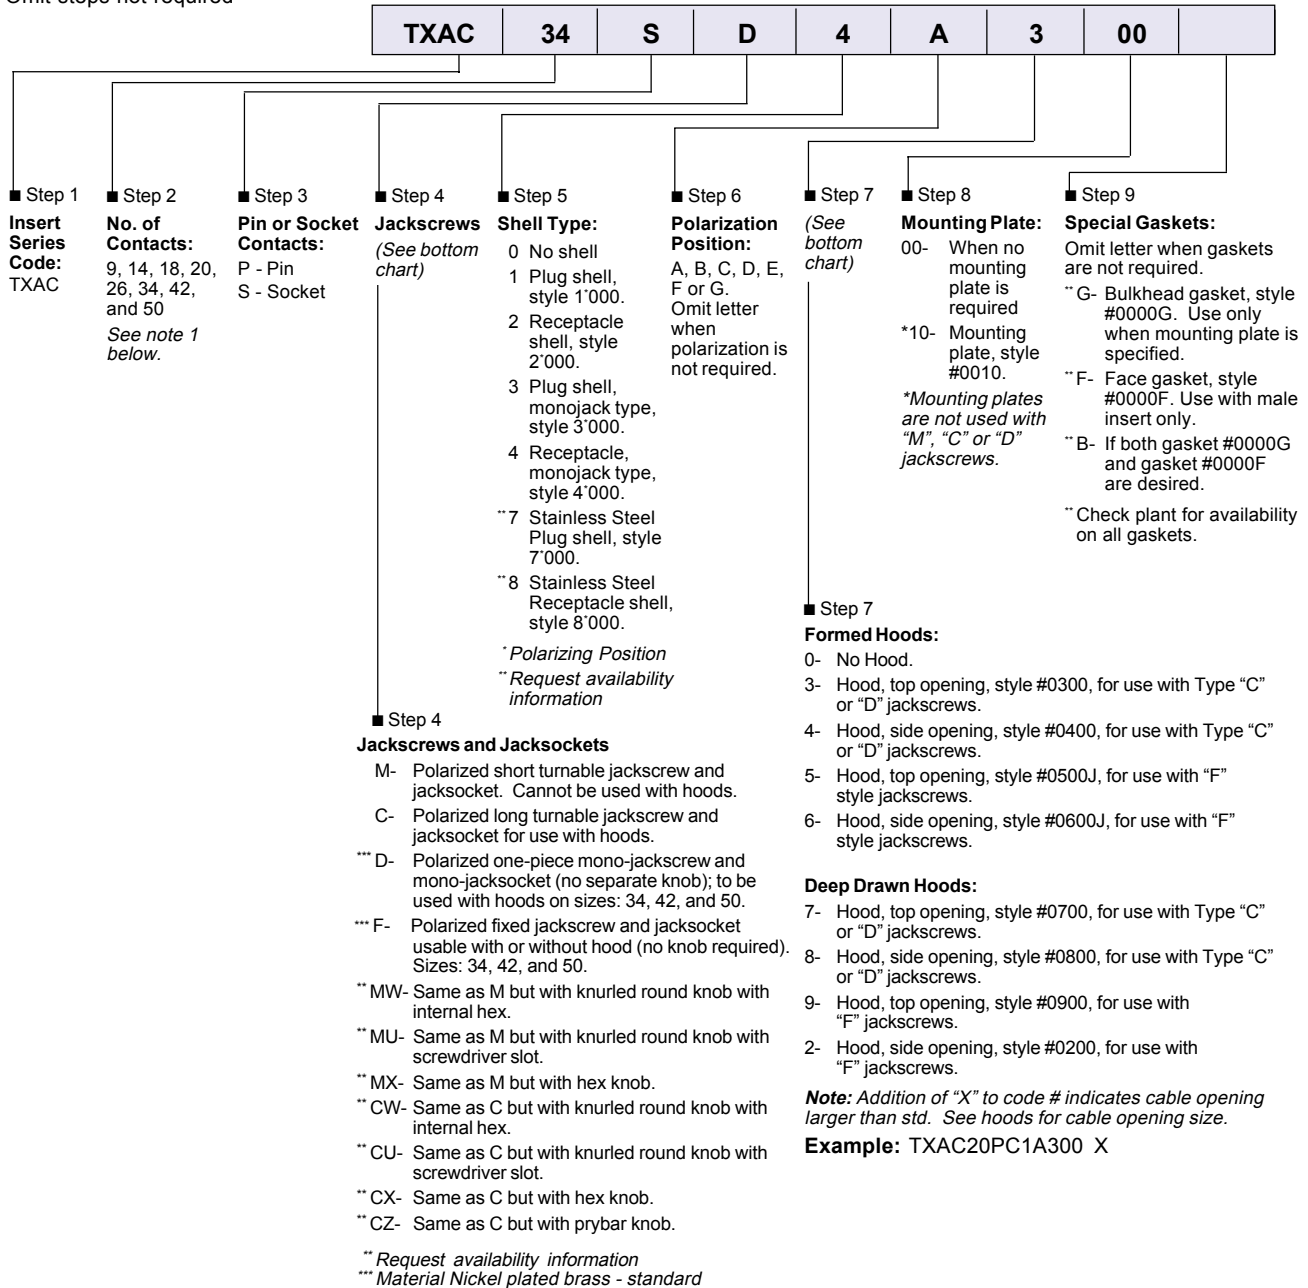 Omit steps not required
TXAC 34 S D 4 A 3 00
■ Step 1
Insert
Series
Code:
TXAC
■ Step 2
No. of
Contacts:
9, 14, 18, 20,
26, 34, 42,
and 50
See note 1
below.
■ Step 3
Pin or Socket
Contacts:
P - Pin
S - Socket
■ Step 4
Jackscrews
(See bottom
chart)
■ Step 5
Shell Type:
0 No shell
1 Plug shell,
style 1*000.
2 Receptacle
shell, style
2*000.
3 Plug shell,
monojack type,
style 3*000.
4 Receptacle,
monojack type,
style 4*000.
**7 Stainless Steel
Plug shell, style
7*000.
**8 Stainless Steel
Receptacle shell,
style 8*000.
* Polarizing Position
** Request availability
information
■ Step 6
Polarization
Position:
A, B, C, D, E,
F or G.
Omit letter
when
polarization is
not required.
■ Step 7
(See
bottom
chart)
■ Step 8
Mounting Plate:
00- When no
mounting
plate is
required
*10- Mounting
plate, style
#0010.
*Mounting plates
are not used with
“M”, “C” or “D”
jackscrews.
■ Step 9
Special Gaskets:
Omit letter when gaskets
are not required.
**G- Bulkhead gasket, style
#0000G. Use only
when mounting plate is
specified.
**F- Face gasket, style
#0000F. Use with male
insert only.
**B- If both gasket #0000G
and gasket #0000F
are desired.
**Check plant for availability
on all gaskets.
■ Step 4
Jackscrews and Jacksockets
M- Polarized short turnable jackscrew and
jacksocket. Cannot be used with hoods.
C- Polarized long turnable jackscrew and
jacksocket for use with hoods.
***D- Polarized one-piece mono-jackscrew and
mono-jacksocket (no separate knob); to be
used with hoods on sizes: 34, 42, and 50.
***F- Polarized fixed jackscrew and jacksocket
usable with or without hood (no knob required).
Sizes: 34, 42, and 50.
**MW- Same as M but with knurled round knob with
internal hex.
**MU- Same as M but with knurled round knob with
screwdriver slot.
**MX- Same as M but with hex knob.
**CW- Same as C but with knurled round knob with
internal hex.
**CU- Same as C but with knurled round knob with
screwdriver slot.
**CX- Same as C but with hex knob.
**CZ- Same as C but with prybar knob.
** Request availability information
*** Material Nickel plated brass - standard
■ Step 7
Formed Hoods:
0- No Hood.
3- Hood, top opening, style #0300, for use with Type “C”
or “D” jackscrews.
4- Hood, side opening, style #0400, for use with Type “C”
or “D” jackscrews.
5- Hood, top opening, style #0500J, for use with “F”
style jackscrews.
6- Hood, side opening, style #0600J, for use with “F”
style jackscrews.
Deep Drawn Hoods:
7- Hood, top opening, style #0700, for use with Type “C”
or “D” jackscrews.
8- Hood, side opening, style #0800, for use with Type “C”
or “D” jackscrews.
9- Hood, top opening, style #0900, for use with
“F” jackscrews.
2- Hood, side opening, style #0200, for use with
“F” jackscrews.
Note: Addition of “X” to code # indicates cable opening
larger than std. See hoods for cable opening size.
Example: TXAC20PC1A300 X